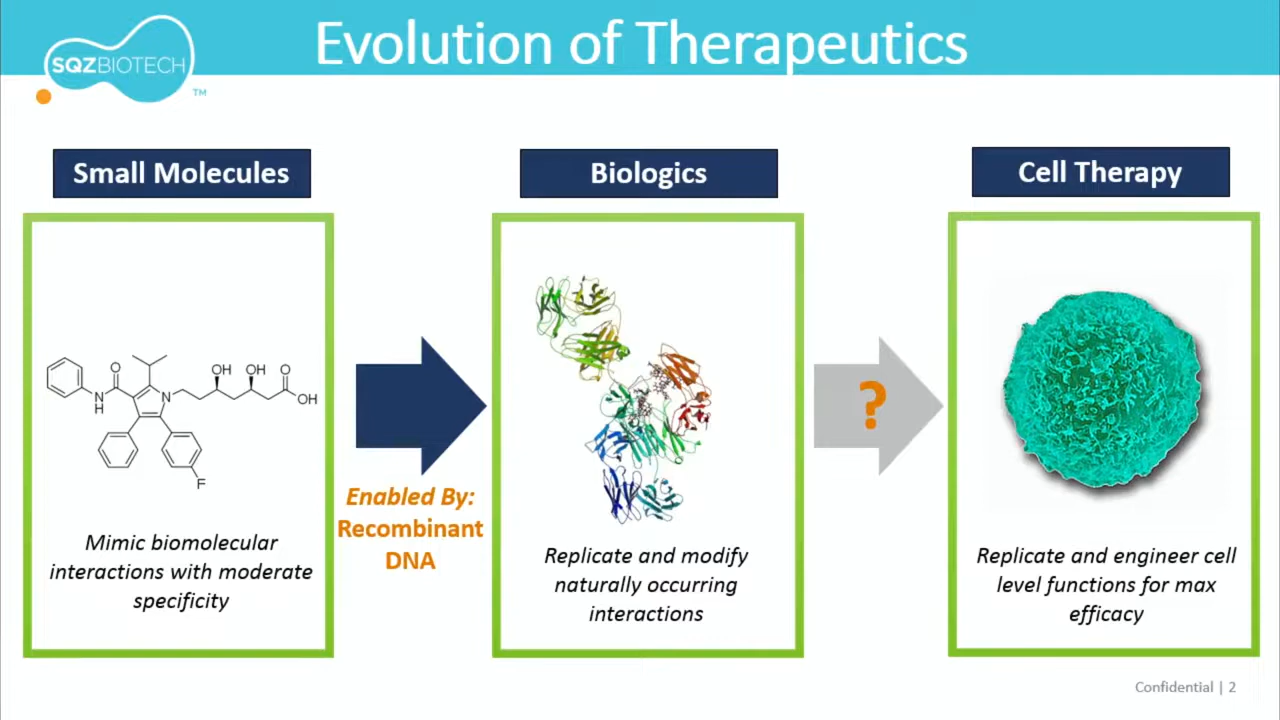 SQZBIOTECH
TM
Evolution of Therapeutics
Small Molecules
OH
OH
O
O
N
N
H
OH
F
Mimic biomolecular
interactions with moderate
specificity
Enabled By:
Recombinant
DNA
Biologics
Replicate and modify
naturally occurring
interactions
?
Cell Therapy
Replicate and engineer cell
level functions for max
efficacy
Confidential | 2